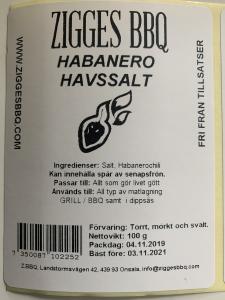 ZIGGES BBQ
HABANERO
HAVSSALT
WWW.ZIGGESBBQ.COM
FRI FRÅN TILLSATSER
Ingredienser: Salt, Habanerochili
Kan innehålla spår av senapsfrön.
Passar till: Allt som gör livet gött
Används till: All typ av matlagning
GRILL / BBQ samt i dippsås
Förvaring: Torrt, mörkt och svalt.
Nettovikt: 100 g
Packdag: 04.11.2019
Bäst före: 03.11.2021
7 350087 102252
Z.BBQ, Landstormsvägen 42, 439 93 Onsala, info@ziggesbbq.com